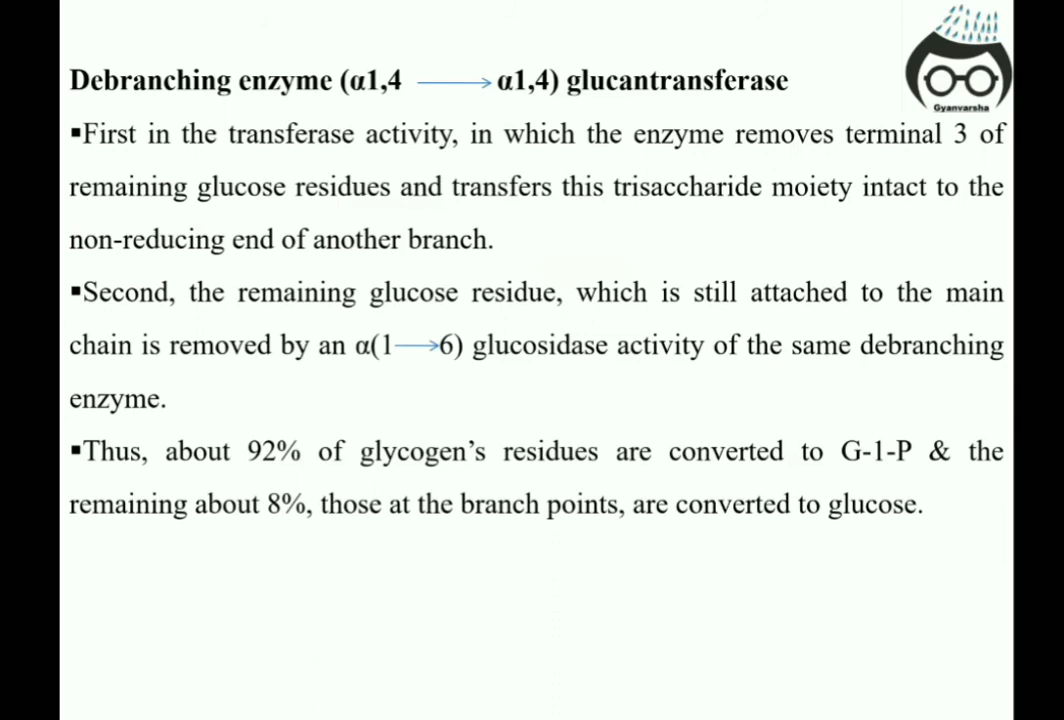 Gyanvarsha
Debranching enzyme (α1,4 ⟶ α1,4) glucantransferase
▪First in the transferase activity, in which the enzyme removes terminal 3 of
remaining glucose residues and transfers this trisaccharide moiety intact to the
non-reducing end of another branch.
▪Second, the remaining glucose residue, which is still attached to the main
chain is removed by an α(1⟶6) glucosidase activity of the same debranching
enzyme.
▪Thus, about 92% of glycogen’s residues are converted to G-1-P & the
remaining about 8%, those at the branch points, are converted to glucose.